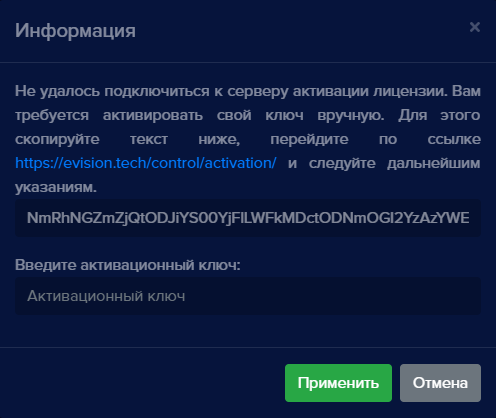 Информация
×
Не удалось подключиться к серверу активации лицензии. Вам
требуется активировать свой ключ вручную. Для этого
скопируйте текст ниже, перейдите по ссылке
https://evision.tech/control/activation/ и следуйте дальнейшим
указаниям.
NmRhNGZmZjQtODJiYS00YjFlLWFkMDctODNmOGI2YzAzYWE
Введите активационный ключ:
Активационный ключ
Применить Отмена